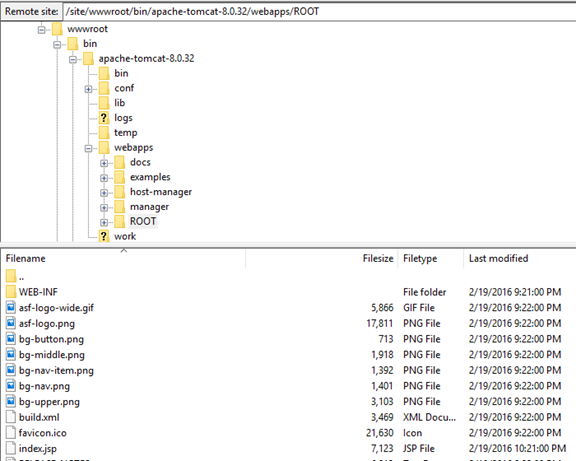 Remote site: /site/wwwroot/bin/apache-tomcat-8.0.32/webapps/ROOT
wwwroot
bin
apache-tomcat-8.0.32
bin
conf
lib
? logs
temp
webapps
docs
examples
host-manager
manager
ROOT
? work
Filename Filesize Filetype Last modified
..
WEB-INF File folder 2/19/2016 9:21:00 PM
asf-logo-wide.gif 5,866 GIF File 2/19/2016 9:22:00 PM
asf-logo.png 17,811 PNG File 2/19/2016 9:22:00 PM
bg-button.png 713 PNG File 2/19/2016 9:22:00 PM
bg-middle.png 1,918 PNG File 2/19/2016 9:22:00 PM
bg-nav-item.png 1,392 PNG File 2/19/2016 9:22:00 PM
bg-nav.png 1,401 PNG File 2/19/2016 9:22:00 PM
bg-upper.png 3,103 PNG File 2/19/2016 9:22:00 PM
build.xml 3,469 XML Docu... 2/19/2016 9:22:00 PM
favicon.ico 21,630 Icon 2/19/2016 9:22:00 PM
index.jsp 7,123 JSP File 2/19/2016 10:21:00 PM